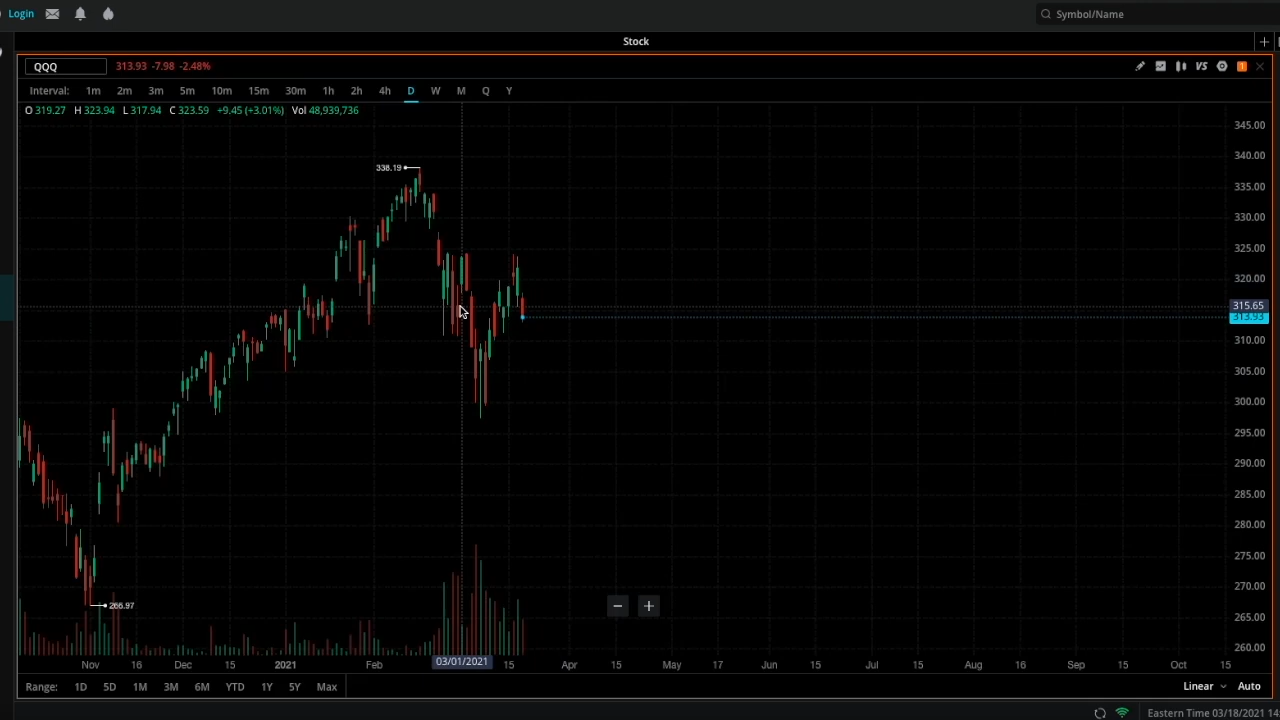 Login
Symbol/Name
Stock
QQQ 313.93 -7.98 -2.48% VS 1
Interval: 1m 2m 3m 5m 10m 15m 30m 1h 2h 4h D W M Q Y
O 319.27 H 323.94 L 317.94 C 323.59 +9.45 (+3.01%) Vol 48,939,736
345.00
340.00
338.19
335.00
330.00
325.00
320.00
315.65
313.93
310.00
305.00
300.00
295.00
290.00
285.00
280.00
275.00
270.00
266.97
265.00
260.00
Nov 16 Dec 15 2021 Feb 03/01/2021 15 Apr 15 May 17 Jun 15 Jul 15 Aug 16 Sep 15 Oct 15
Range: 1D 5D 1M 3M 6M YTD 1Y 5Y Max Linear Auto
Eastern Time 03/18/2021